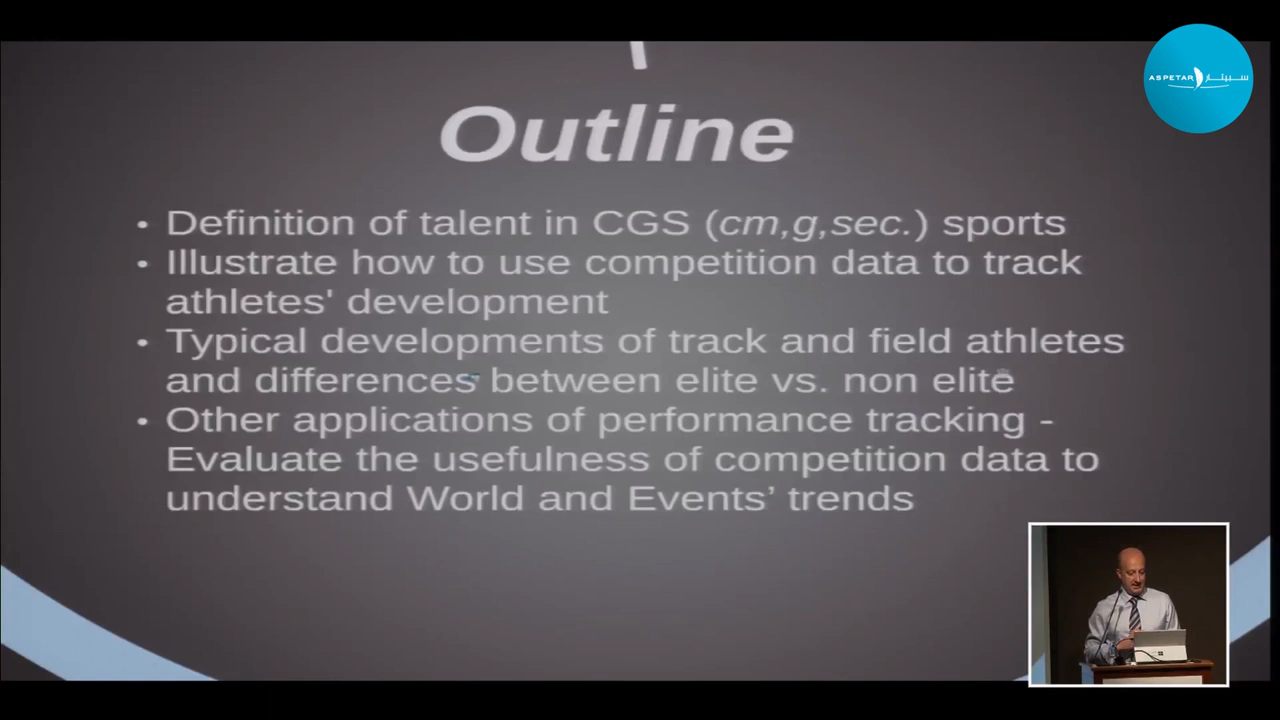 ASPETAR سبيتار
Outline
• Definition of talent in CGS (cm,g,sec.) sports
• Illustrate how to use competition data to track
athletes' development
• Typical developments of track and field athletes
and differences between elite vs. non elite
• Other applications of performance tracking -
Evaluate the usefulness of competition data to
understand World and Events’ trends